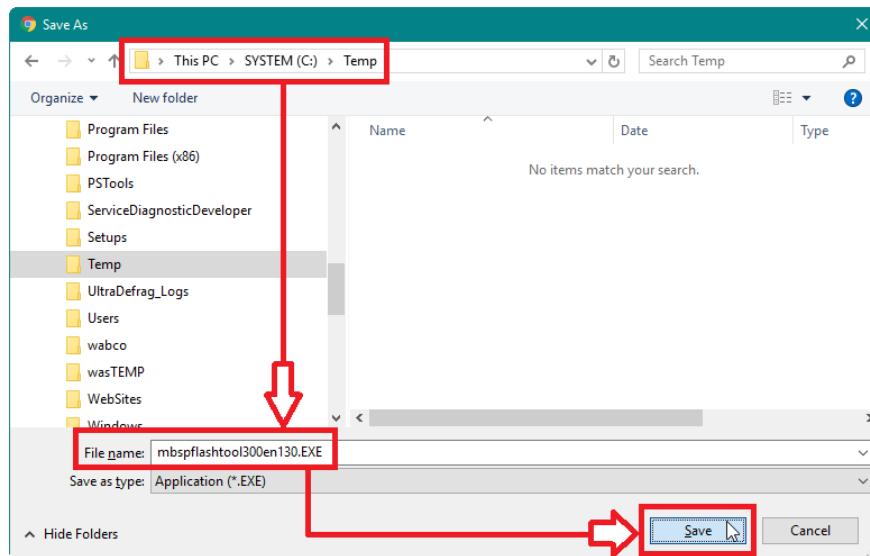 Save As
This PC > SYSTEM (C:) > Temp
Search Temp
Organize
New folder
Name
Date
Type
No items match your search.
Program Files
Program Files (x86)
PSTools
ServiceDiagnosticDeveloper
Setups
Temp
UltraDefrag_Logs
Users
wabco
wasTEMP
WebSites
Windows
File name: mbspflashtool300en130.EXE
Save as type: Application (*.EXE)
Hide Folders
Save
Cancel